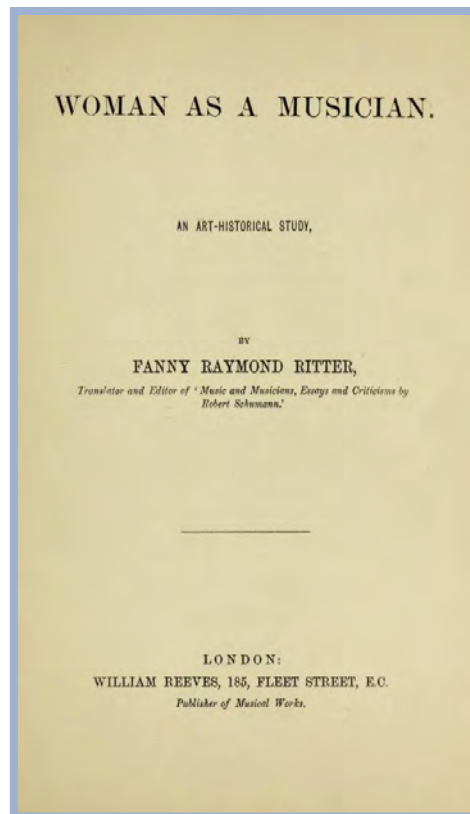 WOMAN AS A MUSICIAN.
AN ART-HISTORICAL STUDY,
BY
FANNY RAYMOND RITTER,
Translator and Editor of ‘Music and Musicians, Essays and Criticisms by
Robert Schumann.’
LONDON:
WILLIAM REEVES, 185, FLEET STREET, E.C.
Publisher of Musical Works.